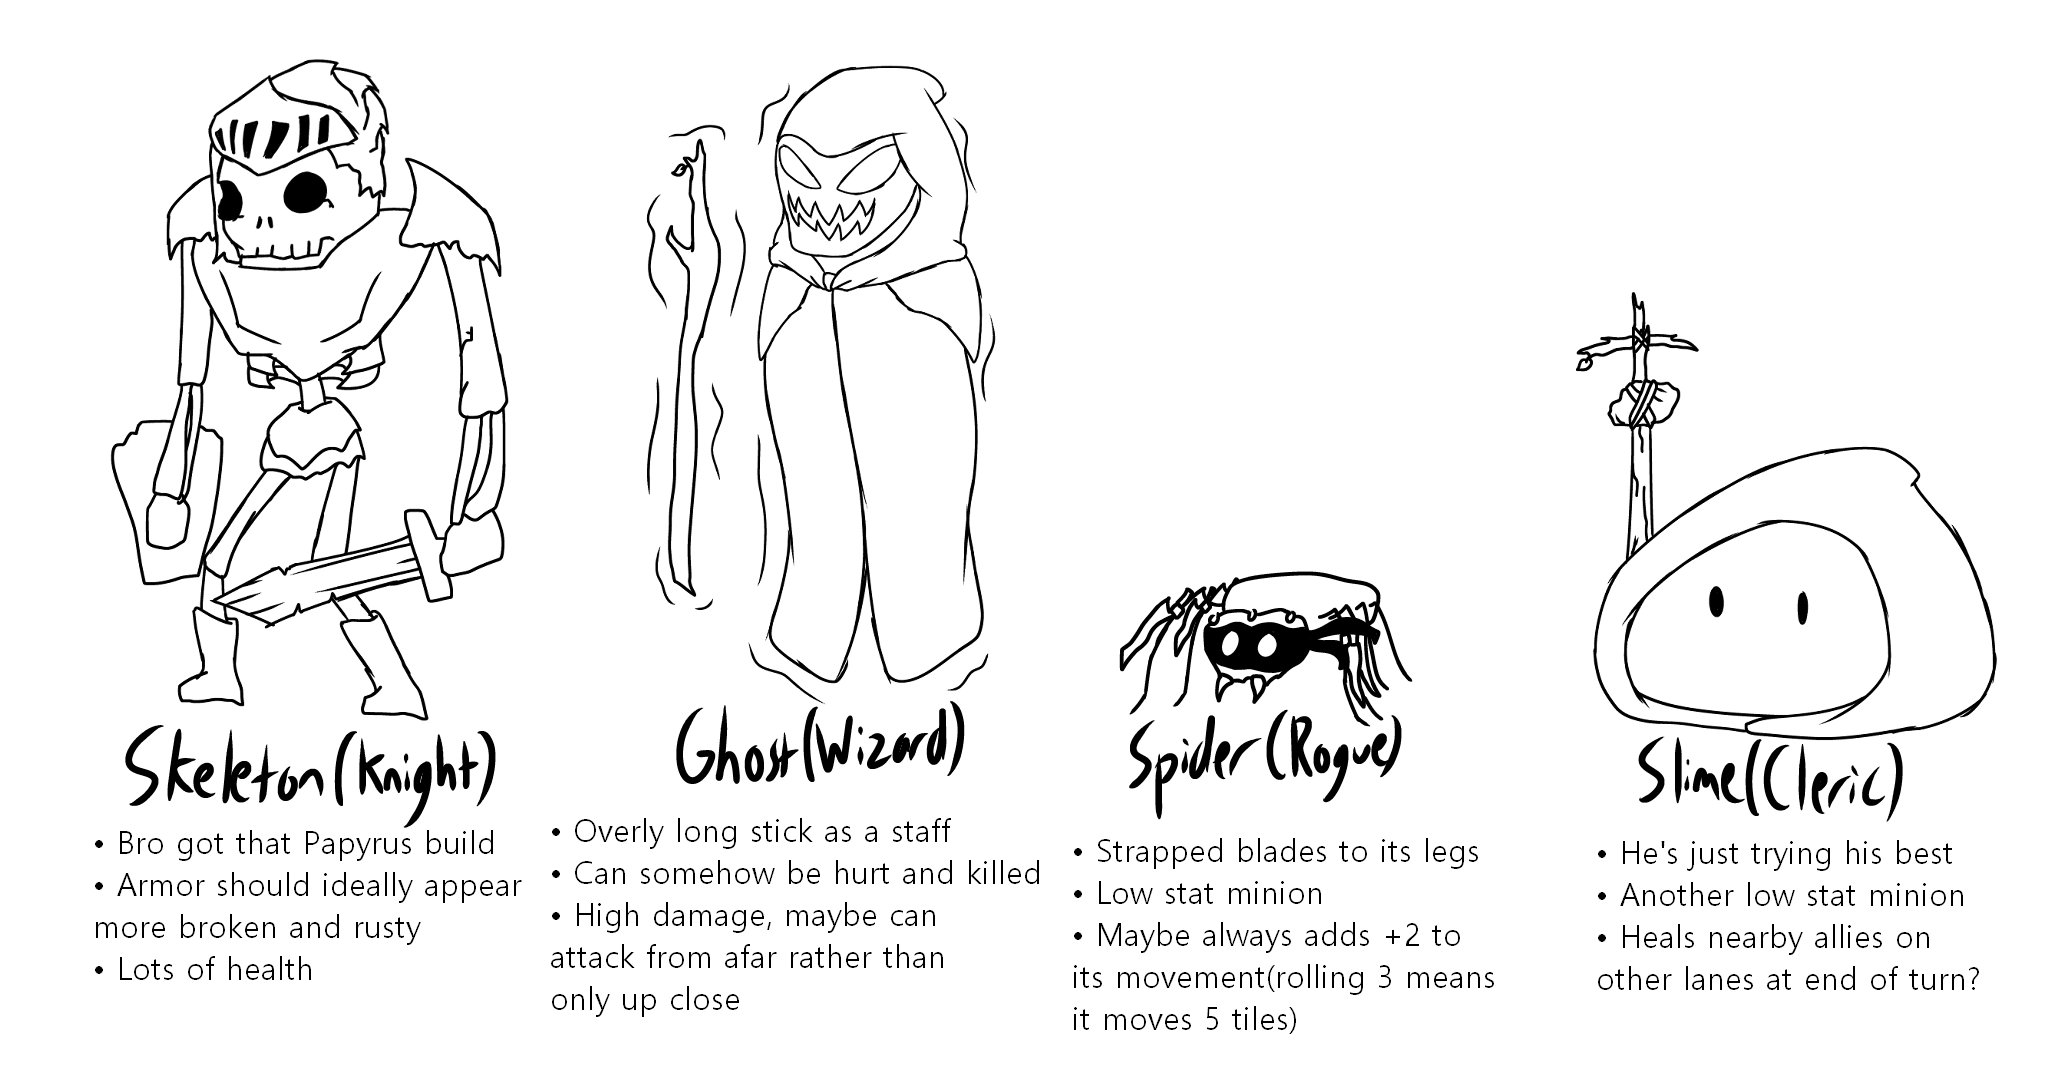 Skeleton(Knight)
• Bro got that Papyrus build
• Armor should ideally appear
more broken and rusty
• Lots of health
Ghost(Wizard)
• Overly long stick as a staff
• Can somehow be hurt and killed
• High damage, maybe can
attack from afar rather than
only up close
Spider(Rogue)
• Strapped blades to its legs
• Low stat minion
• Maybe always adds +2 to
its movement(rolling 3 means
it moves 5 tiles)
Slime(Cleric)
• He's just trying his best
• Another low stat minion
• Heals nearby allies on
other lanes at end of turn?